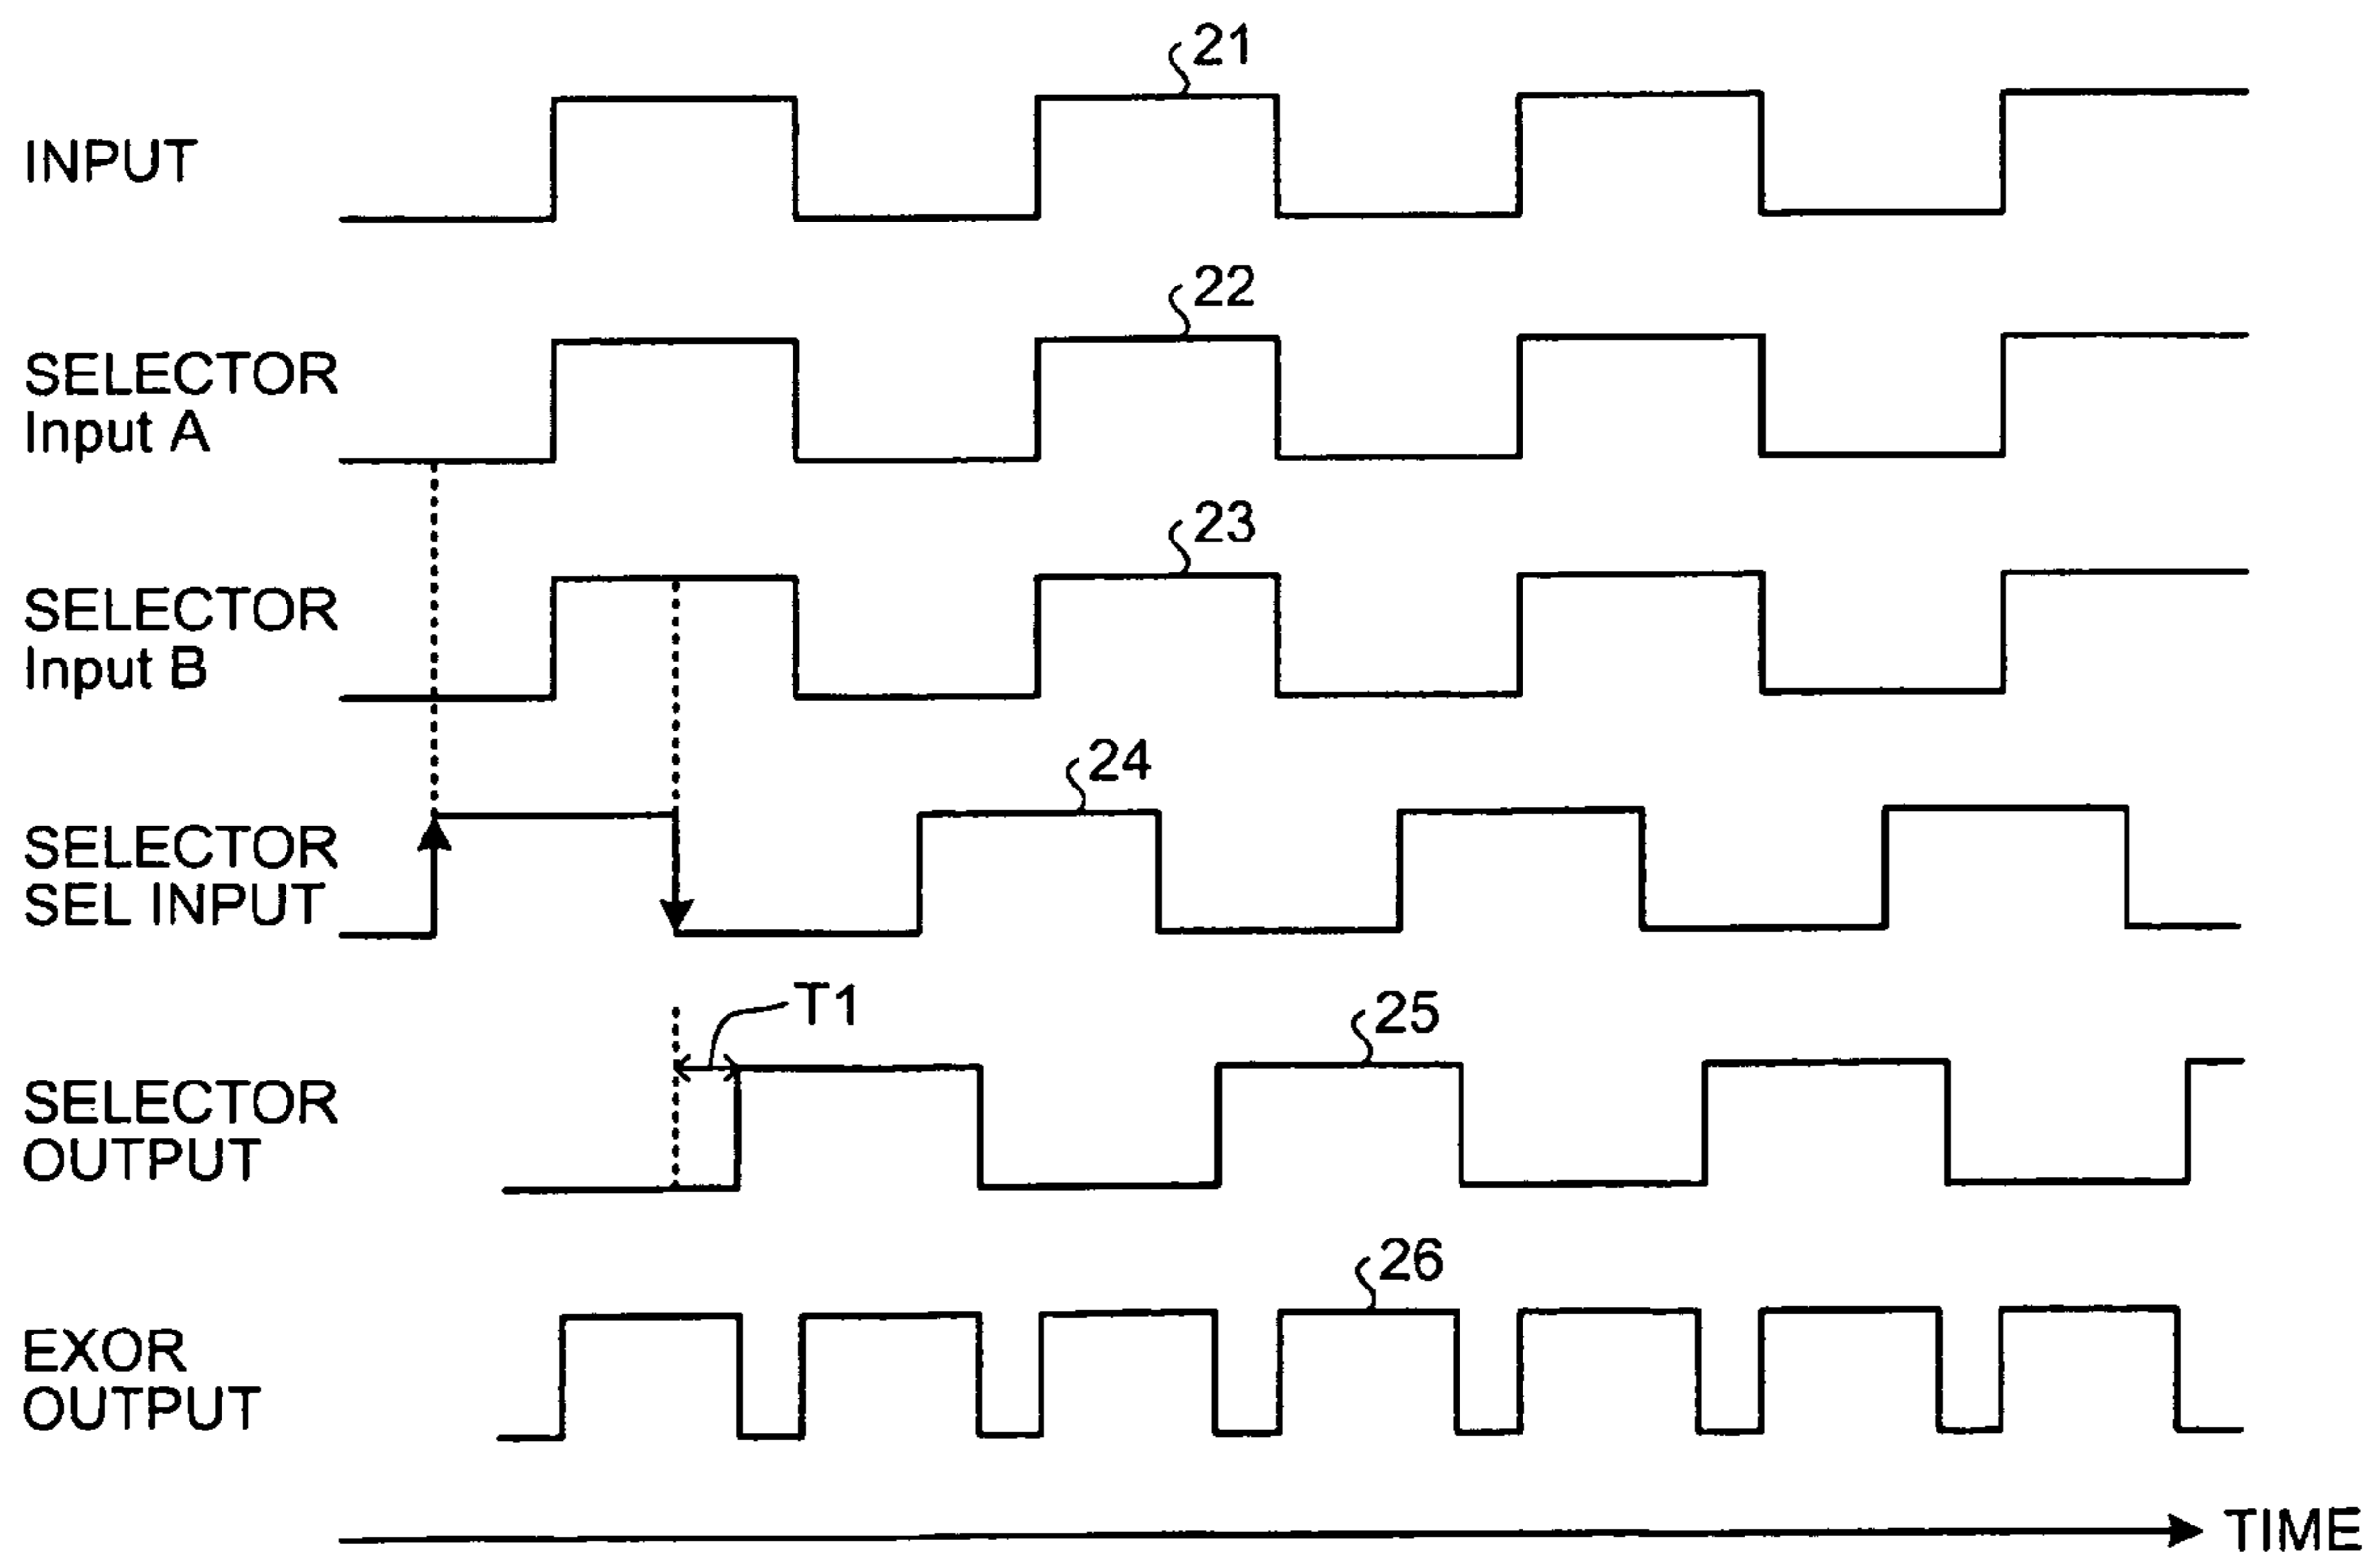 21
INPUT
22
SELECTOR
Input A
23
SELECTOR
Input B
24
SELECTOR
SEL INPUT
T1
25
SELECTOR
OUTPUT
26
EXOR
OUTPUT
TIME